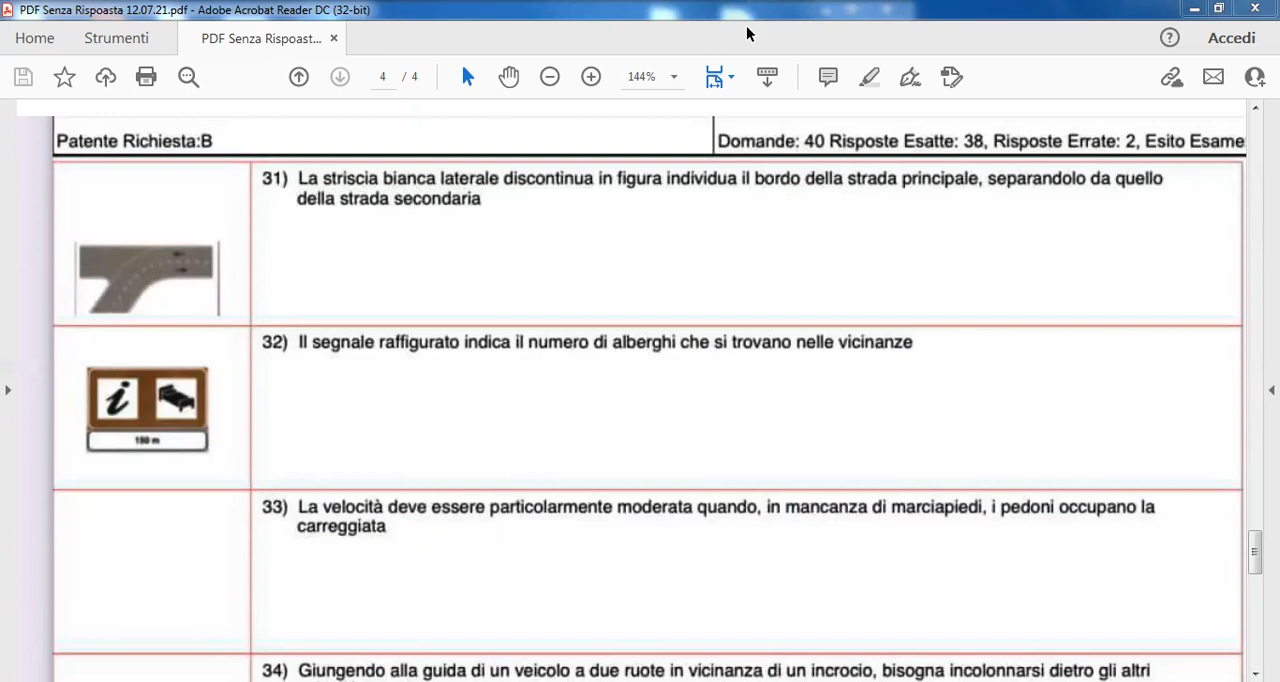 PDF Senza Rispoasta 12.07.21.pdf - Adobe Acrobat Reader DC (32-bit)
Home Strumenti PDF Senza Rispoast... × ? Accedi
4 / 4 144%
Patente Richiesta:B Domande: 40 Risposte Esatte: 38, Risposte Errate: 2, Esito Esame
31) La striscia bianca laterale discontinua in figura individua il bordo della strada principale, separandolo da quello
della strada secondaria
32) Il segnale raffigurato indica il numero di alberghi che si trovano nelle vicinanze
i
150 m
33) La velocità deve essere particolarmente moderata quando, in mancanza di marciapiedi, i pedoni occupano la
carreggiata
34) Giungendo alla guida di un veicolo a due ruote in vicinanza di un incrocio, bisogna incolonnarsi dietro gli altri